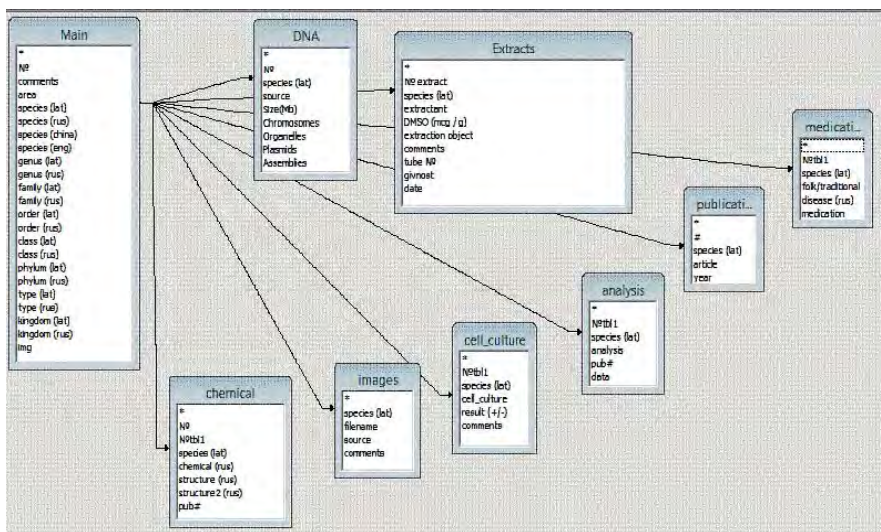 Main
*
№
comments
area
species (lat)
species (rus)
species (china)
species (eng)
genus (lat)
genus (rus)
family (lat)
family (rus)
order (lat)
order (rus)
class (lat)
class (rus)
phylum (lat)
phylum (rus)
type (lat)
type (rus)
kingdom (lat)
kingdom (rus)
img
DNA
*
№
species (lat)
source
Size(Mb)
Chromosomes
Organelles
Plasmids
Assemblies
Extracts
*
№ extract
species (lat)
extractant
DMSO (mcg / g)
extraction object
comments
tube №
givnost
date
medicati...
*
№tbl1
species (lat)
folk/traditional
disease (rus)
medication
publicati...
*
#
species (lat)
article
year
analysis
*
№tbl1
species (lat)
analysis
pub#
data
cell_culture
*
№tbl1
species (lat)
cell_culture
result (+/-)
comments
images
*
species (lat)
filename
source
comments
chemical
*
№
№tbl1
species (lat)
chemical (rus)
structure (rus)
structure2 (rus)
pub#